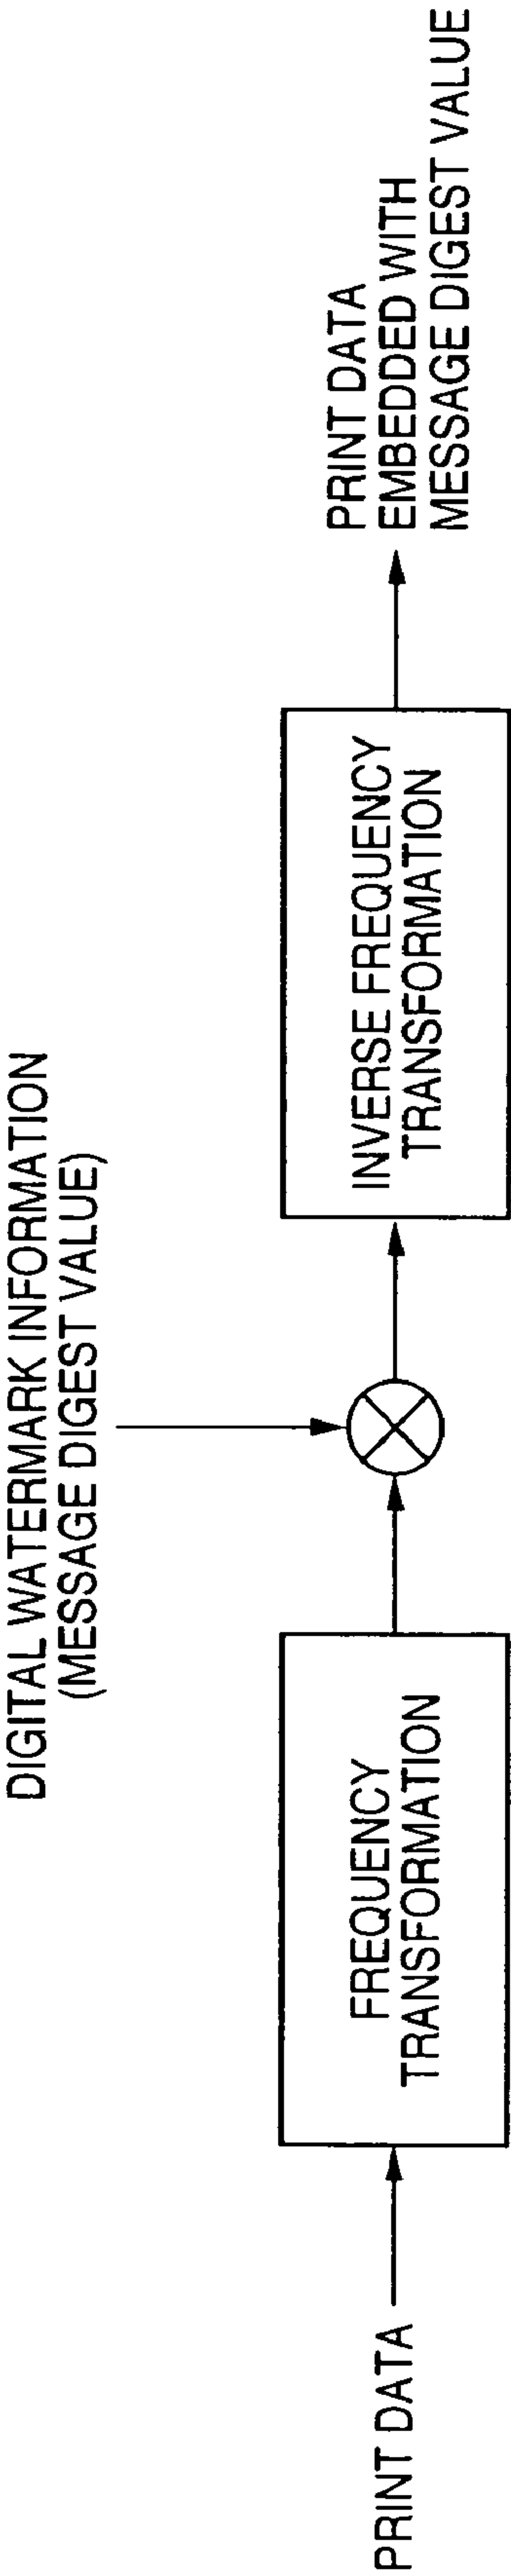 DIGITAL WATERMARK INFORMATION
(MESSAGE DIGEST VALUE)
PRINT DATA
FREQUENCY
TRANSFORMATION
INVERSE FREQUENCY
TRANSFORMATION
PRINT DATA
EMBEDDED WITH
MESSAGE DIGEST VALUE